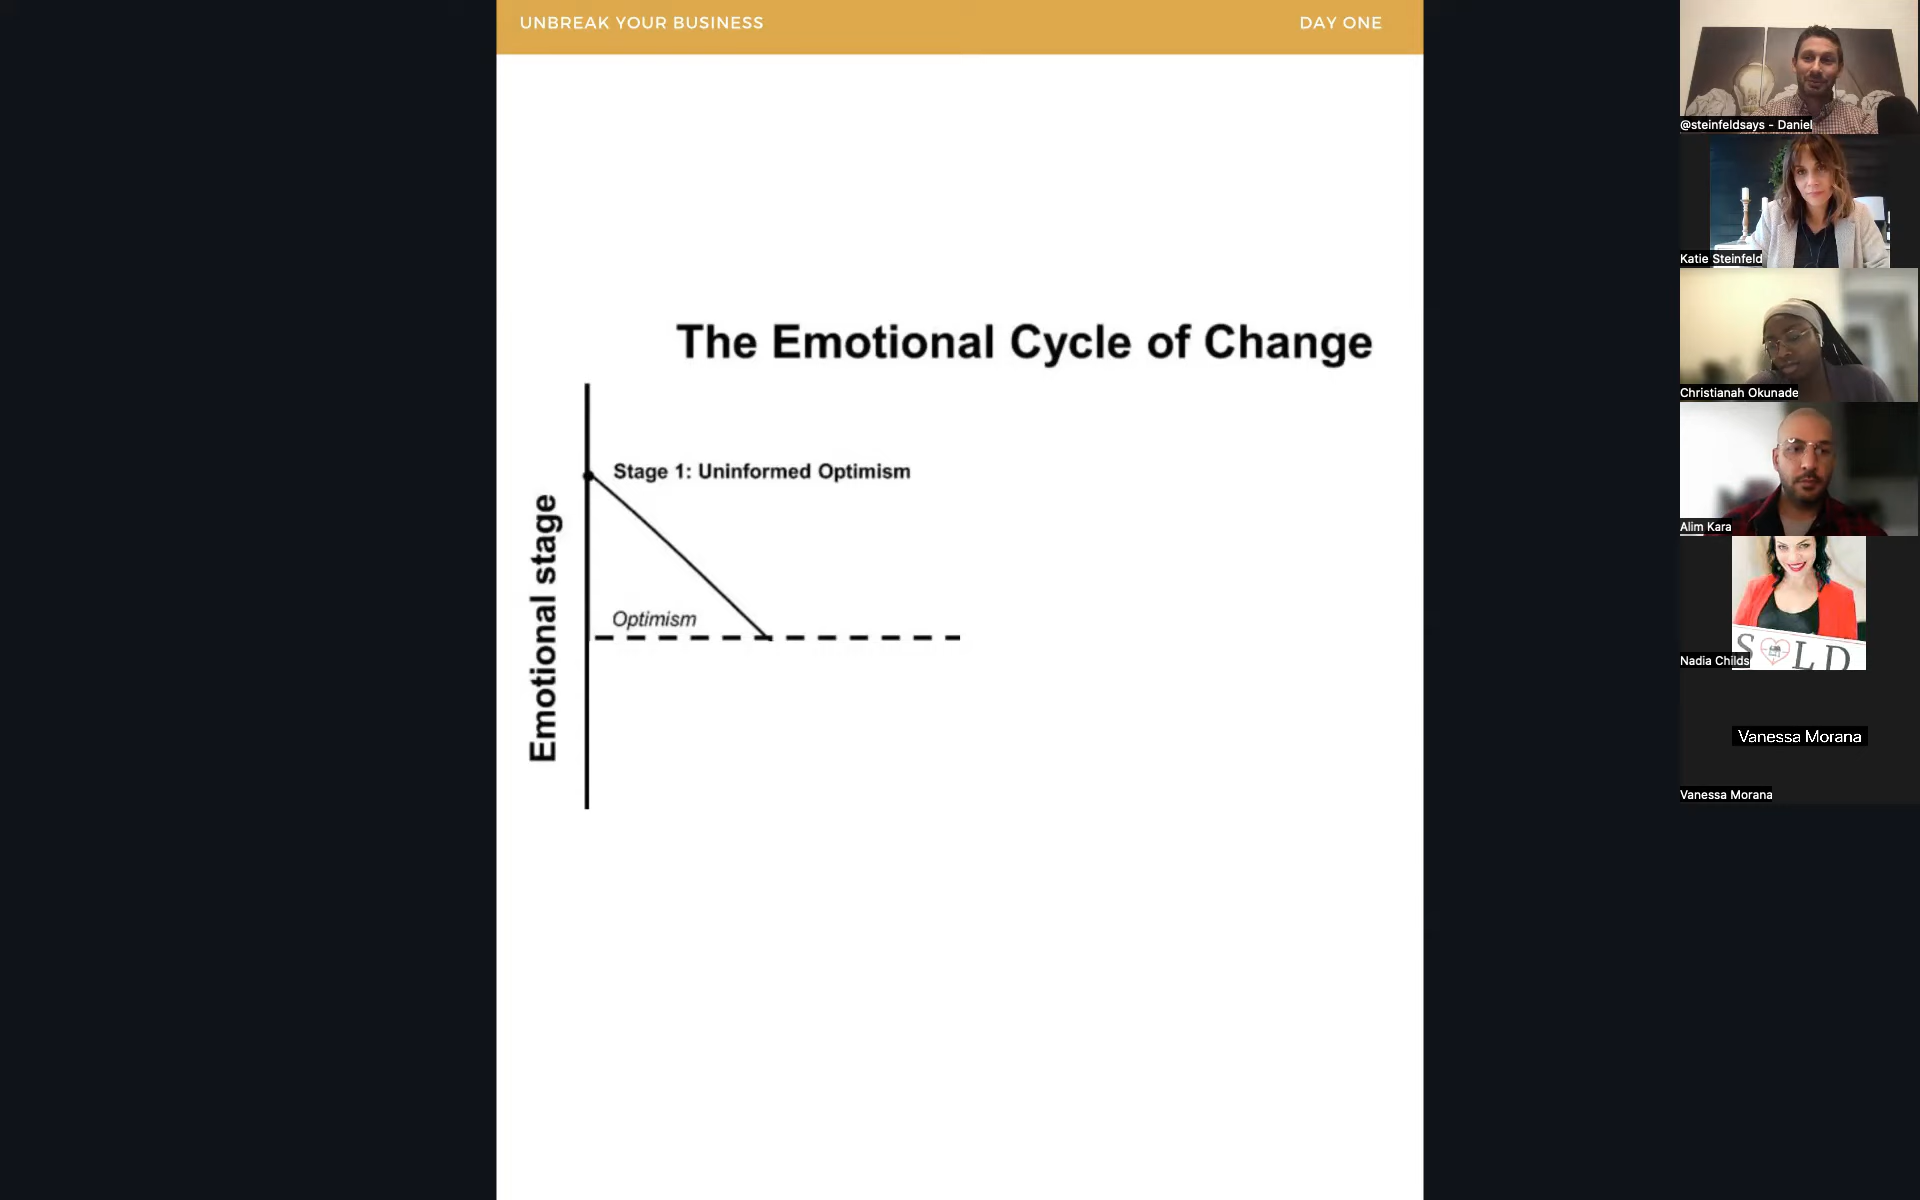 UNBREAK YOUR BUSINESS
DAY ONE
The Emotional Cycle of Change
Stage 1: Uninformed Optimism
Optimism
Emotional stage
@steinfeldsays - Daniel
Katie Steinfeld
Christianah Okunade
Alim Kara
SOLD
Nadia Childs
Vanessa Morana
Vanessa Morana